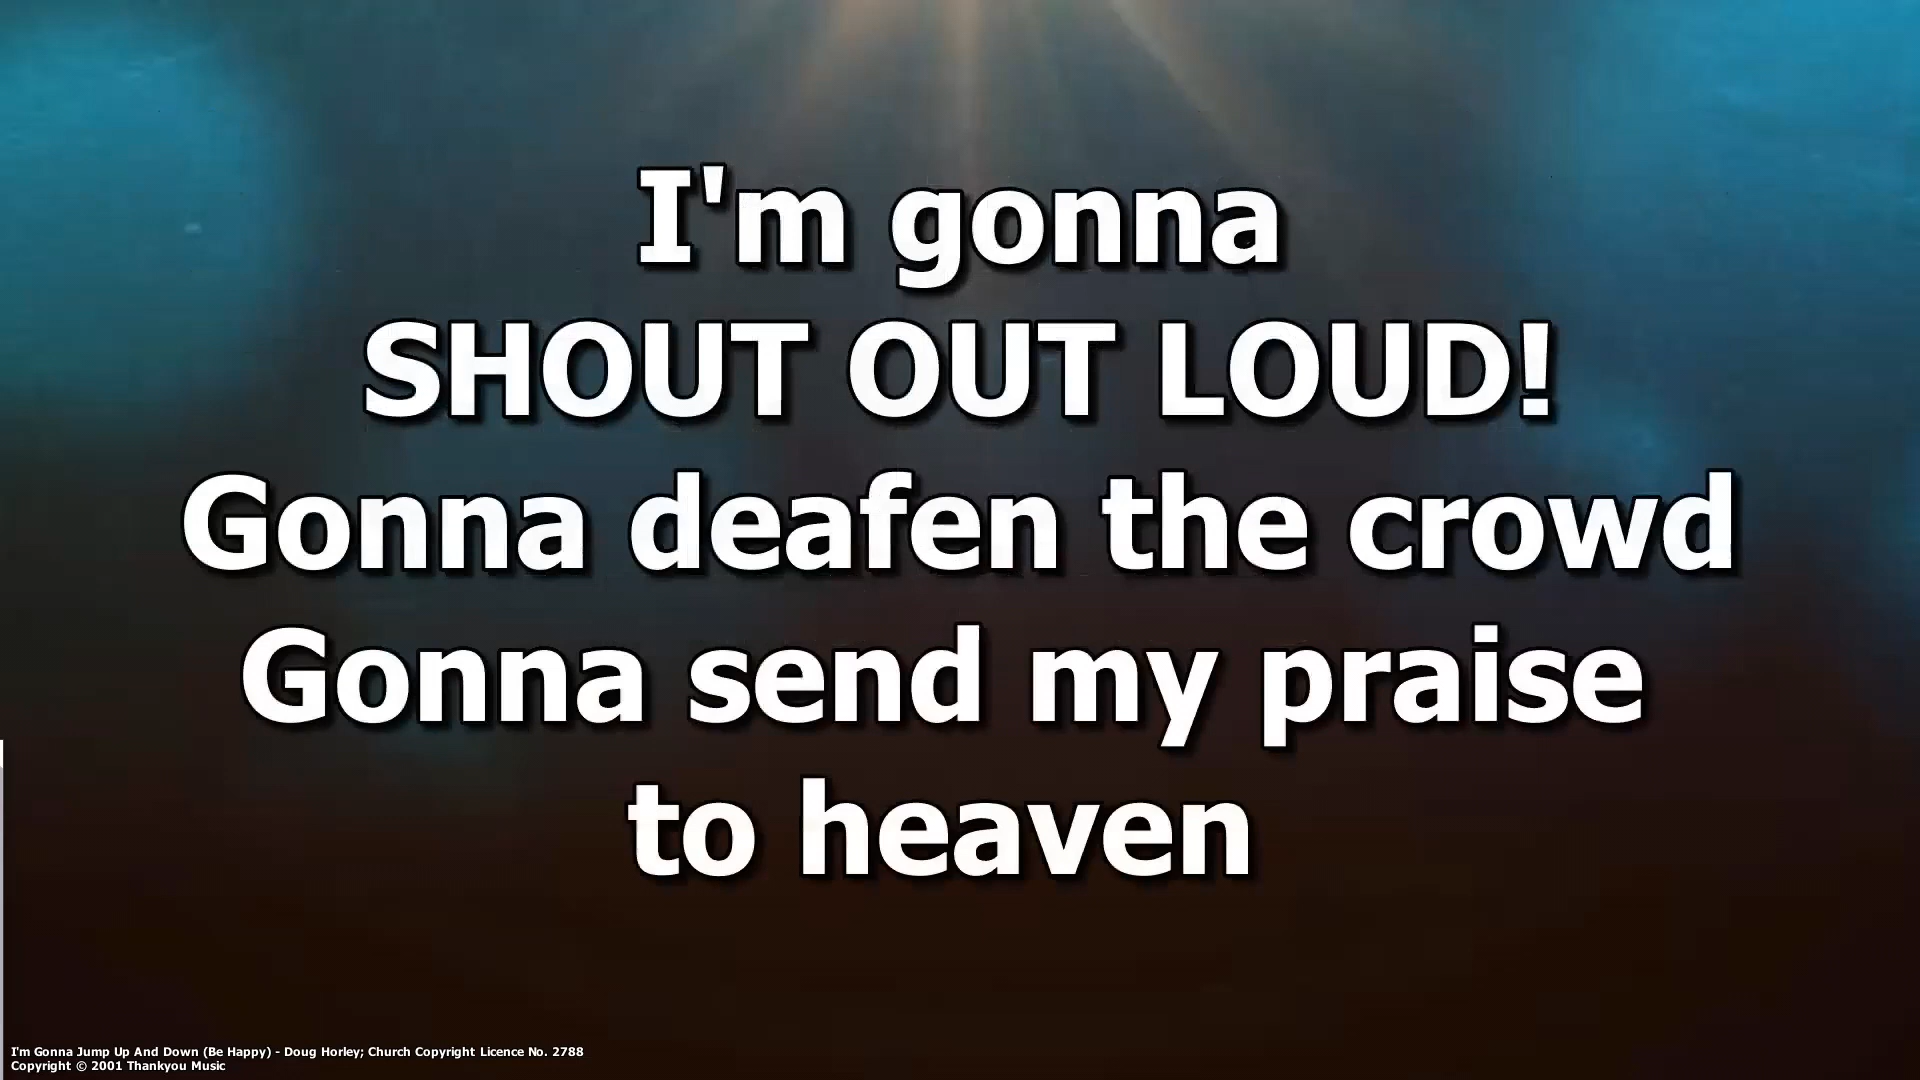 I'm gonna
SHOUT OUT LOUD!
Gonna deafen the crowd
Gonna send my praise
to heaven
I'm Gonna Jump Up And Down (Be Happy) - Doug Horley; Church Copyright Licence No. 2788
Copyright © 2001 Thankyou Music